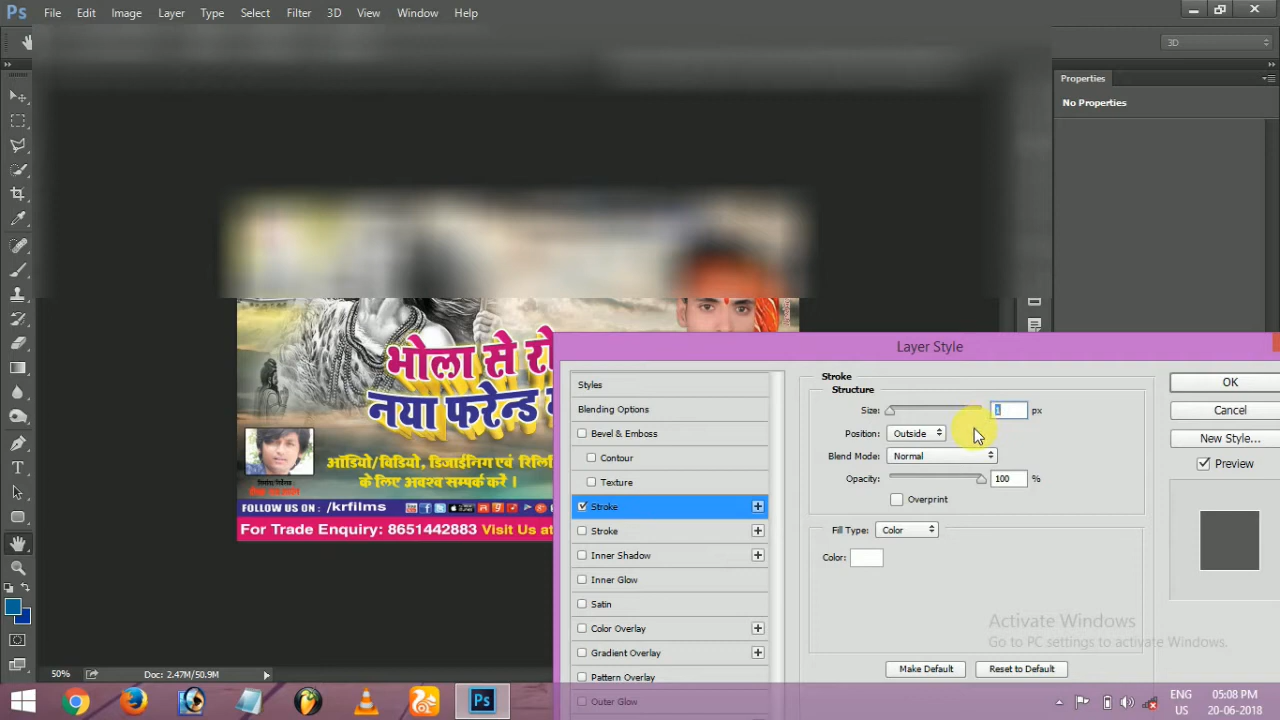 Ps File Edit Image Layer Type Select Filter 3D View Window Help
3D
Properties
No Properties
भोला से
नया फरेन्ड
ऑडियो/विडियो, डिजाईनिंग एवं
के लिए अवश्य सम्पर्क करें ।
FOLLOW US ON : /krfilms
For Trade Enquiry: 8651442883 Visit Us at
Layer Style
Styles
Blending Options
Bevel & Emboss
Contour
Texture
Stroke
Stroke
Inner Shadow
Inner Glow
Satin
Color Overlay
Gradient Overlay
Pattern Overlay
Outer Glow
Stroke
Structure
Size: 1 px
Position: Outside
Blend Mode: Normal
Opacity: 100 %
Overprint
Fill Type: Color
Color:
Make Default Reset to Default
OK
Cancel
New Style...
Preview
Activate Windows
Go to PC settings to activate Windows.
50% Doc: 2.47M/50.9M
Ps
ENG
US
05:08 PM
20-06-2018